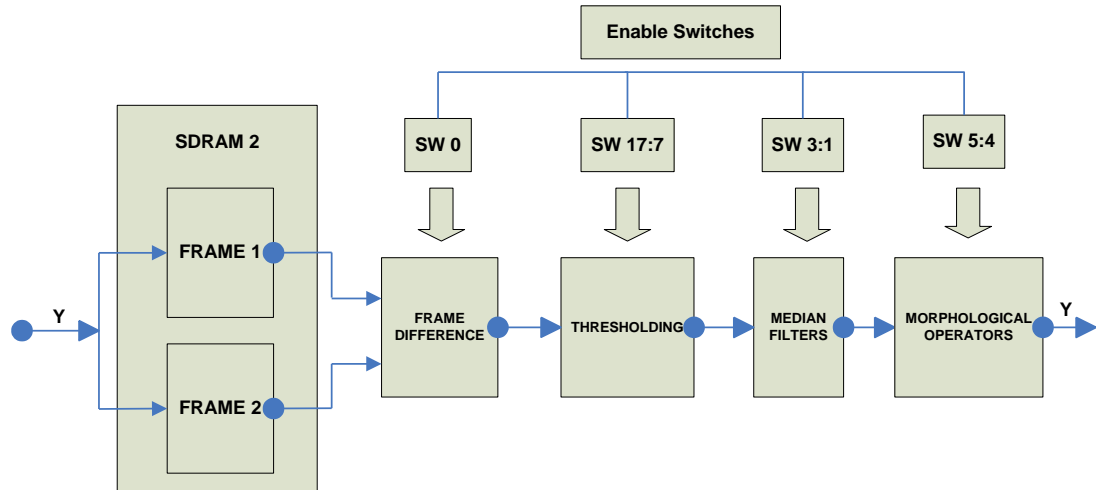 Enable Switches
SDRAM 2
SW 0
SW 17:7
SW 3:1
SW 5:4
FRAME 1
Y
FRAME
DIFFERENCE
THRESHOLDING
MEDIAN
FILTERS
MORPHOLOGICAL
OPERATORS
Y
FRAME 2